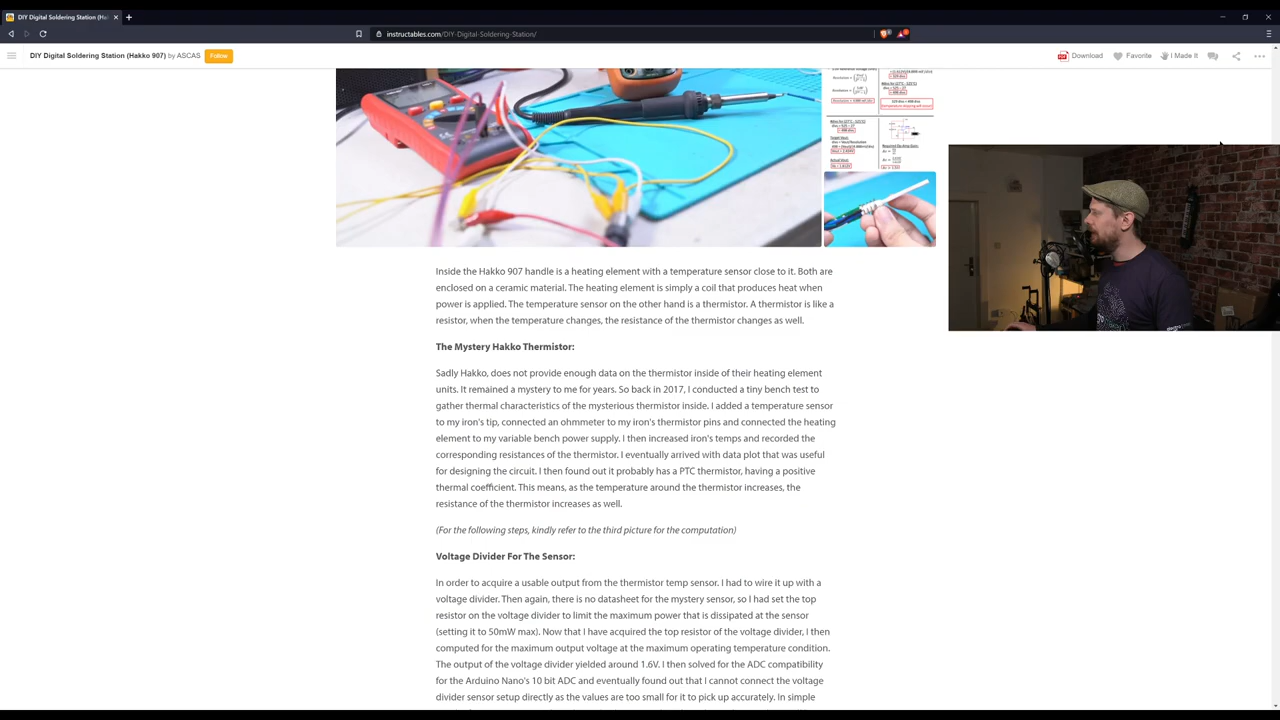 DIY Digital Soldering Station (Ha
instructables.com/DIY-Digital-Soldering-Station/
DIY Digital Soldering Station (Hakko 907) by ASCAS
Follow
Download
Favorite
I Made It
Inside the Hakko 907 handle is a heating element with a temperature sensor close to it. Both are
enclosed on a ceramic material. The heating element is simply a coil that produces heat when
power is applied. The temperature sensor on the other hand is a thermistor. A thermistor is like a
resistor, when the temperature changes, the resistance of the thermistor changes as well.
The Mystery Hakko Thermistor:
Sadly Hakko, does not provide enough data on the thermistor inside of their heating element
units. It remained a mystery to me for years. So back in 2017, I conducted a tiny bench test to
gather thermal characteristics of the mysterious thermistor inside. I added a temperature sensor
to my iron's tip, connected an ohmmeter to my iron's thermistor pins and connected the heating
element to my variable bench power supply. I then increased iron's temps and recorded the
corresponding resistances of the thermistor. I eventually arrived with data plot that was useful
for designing the circuit. I then found out it probably has a PTC thermistor, having a positive
thermal coefficient. This means, as the temperature around the thermistor increases, the
resistance of the thermistor increases as well.
(For the following steps, kindly refer to the third picture for the computation)
Voltage Divider For The Sensor:
In order to acquire a usable output from the thermistor temp sensor. I had to wire it up with a
voltage divider. Then again, there is no datasheet for the mystery sensor, so I had set the top
resistor on the voltage divider to limit the maximum power that is dissipated at the sensor
(setting it to 50mW max). Now that I have acquired the top resistor of the voltage divider, I then
computed for the maximum output voltage at the maximum operating temperature condition.
The output of the voltage divider yielded around 1.6V. I then solved for the ADC compatibility
for the Arduino Nano's 10 bit ADC and eventually found out that I cannot connect the voltage
divider sensor setup directly as the values are too small for it to pick up accurately. In simple